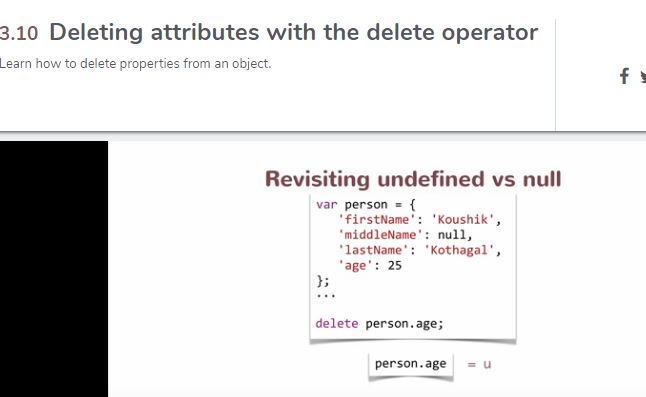 3.10 Deleting attributes with the delete operator
Learn how to delete properties from an object.
f
Revisiting undefined vs null
var person = {
'firstName': 'Koushik',
'middleName': null,
'lastName': 'Kothagal',
'age': 25
};
...
delete person.age;
person.age = u